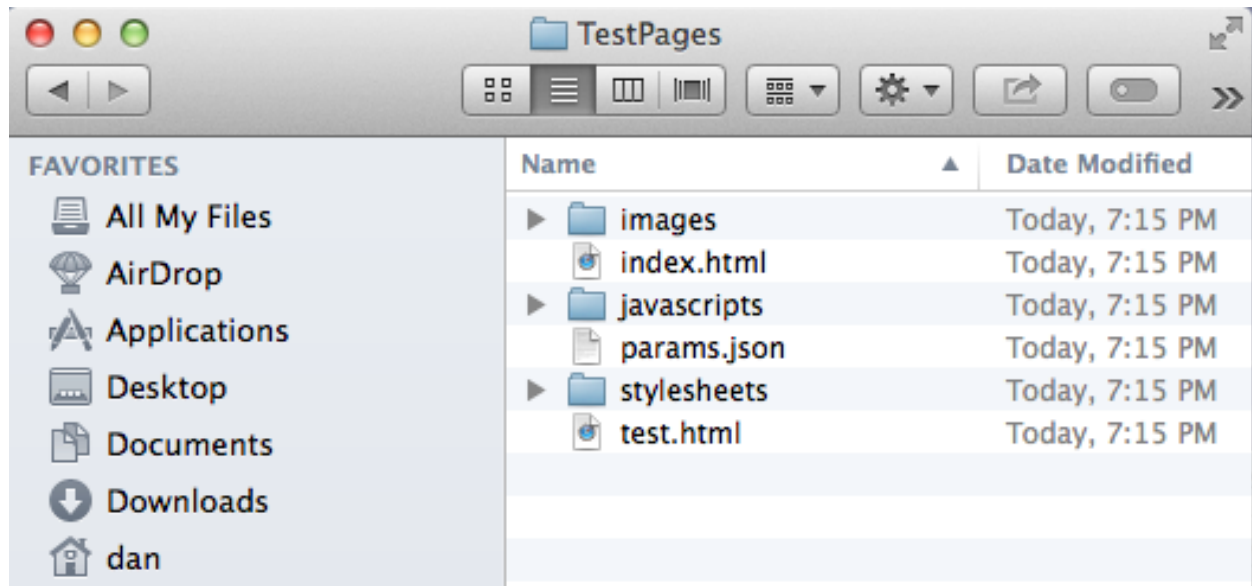 TestPages
FAVORITES
All My Files
AirDrop
Applications
Desktop
Documents
Downloads
dan
Name Date Modified
images Today, 7:15 PM
index.html Today, 7:15 PM
javascripts Today, 7:15 PM
params.json Today, 7:15 PM
stylesheets Today, 7:15 PM
test.html Today, 7:15 PM